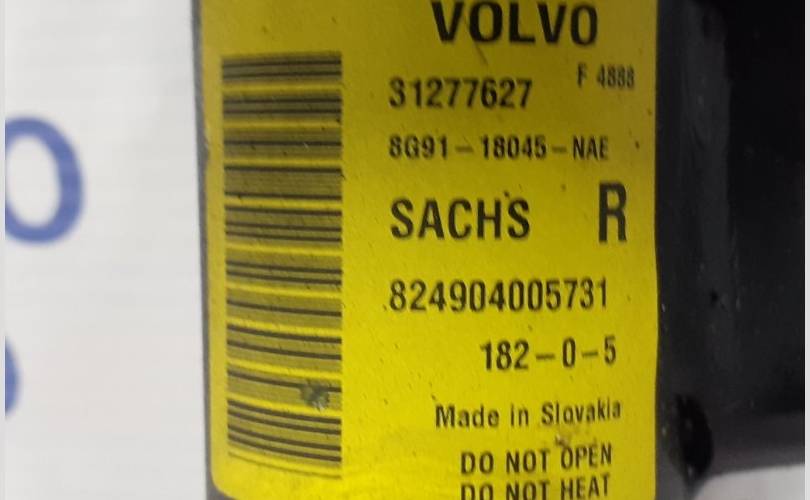 VOLVO
31277627 F 4888
8G91-18045-NAE
SACHS R
824904005731
182-0-5
Made in Slovakia
DO NOT OPEN
DO NOT HEAT